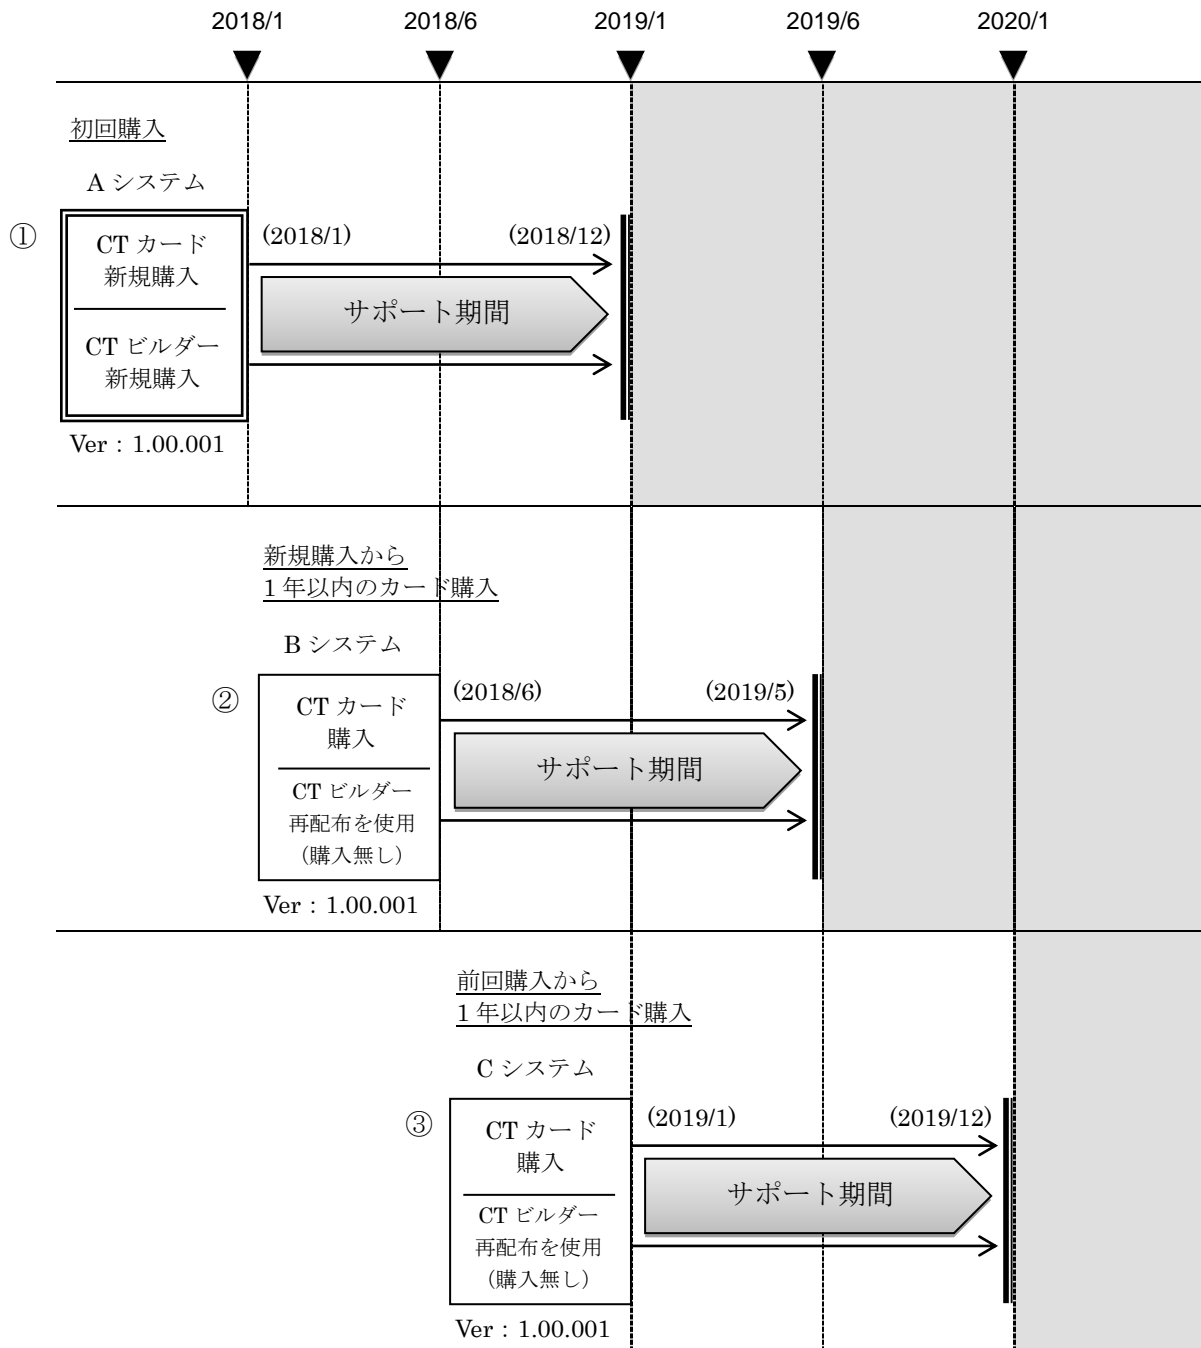 2018/1 2018/6 2019/1 2019/6 2020/1
初回購入
A システム
①
CT カード
新規購入
CT ビルダー
新規購入
(2018/1) (2018/12)
サポート期間
Ver：1.00.001
新規購入から
1 年以内のカード購入
B システム
②
CT カード
購入
CT ビルダー
再配布を使用
（購入無し）
(2018/6) (2019/5)
サポート期間
Ver：1.00.001
前回購入から
1 年以内のカード購入
C システム
③
CT カード
購入
CT ビルダー
再配布を使用
（購入無し）
(2019/1) (2019/12)
サポート期間
Ver：1.00.001